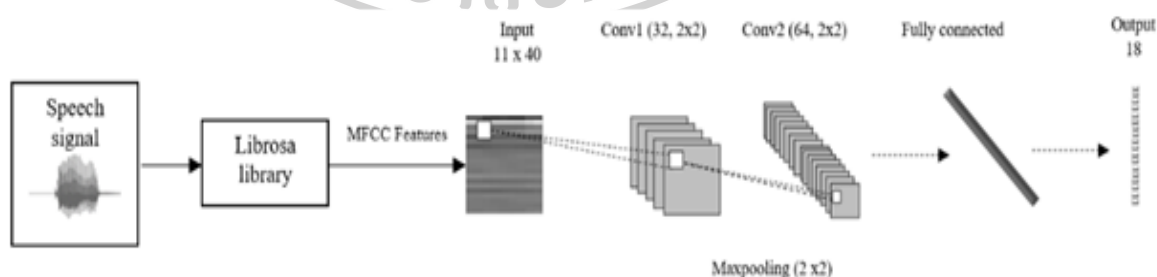 Input
11 x 40
Conv1 (32, 2x2)
Conv2 (64, 2x2)
Fully connected
Output
18
Speech
signal
Librosa
library
MFCC Features
Maxpooling (2 x2)